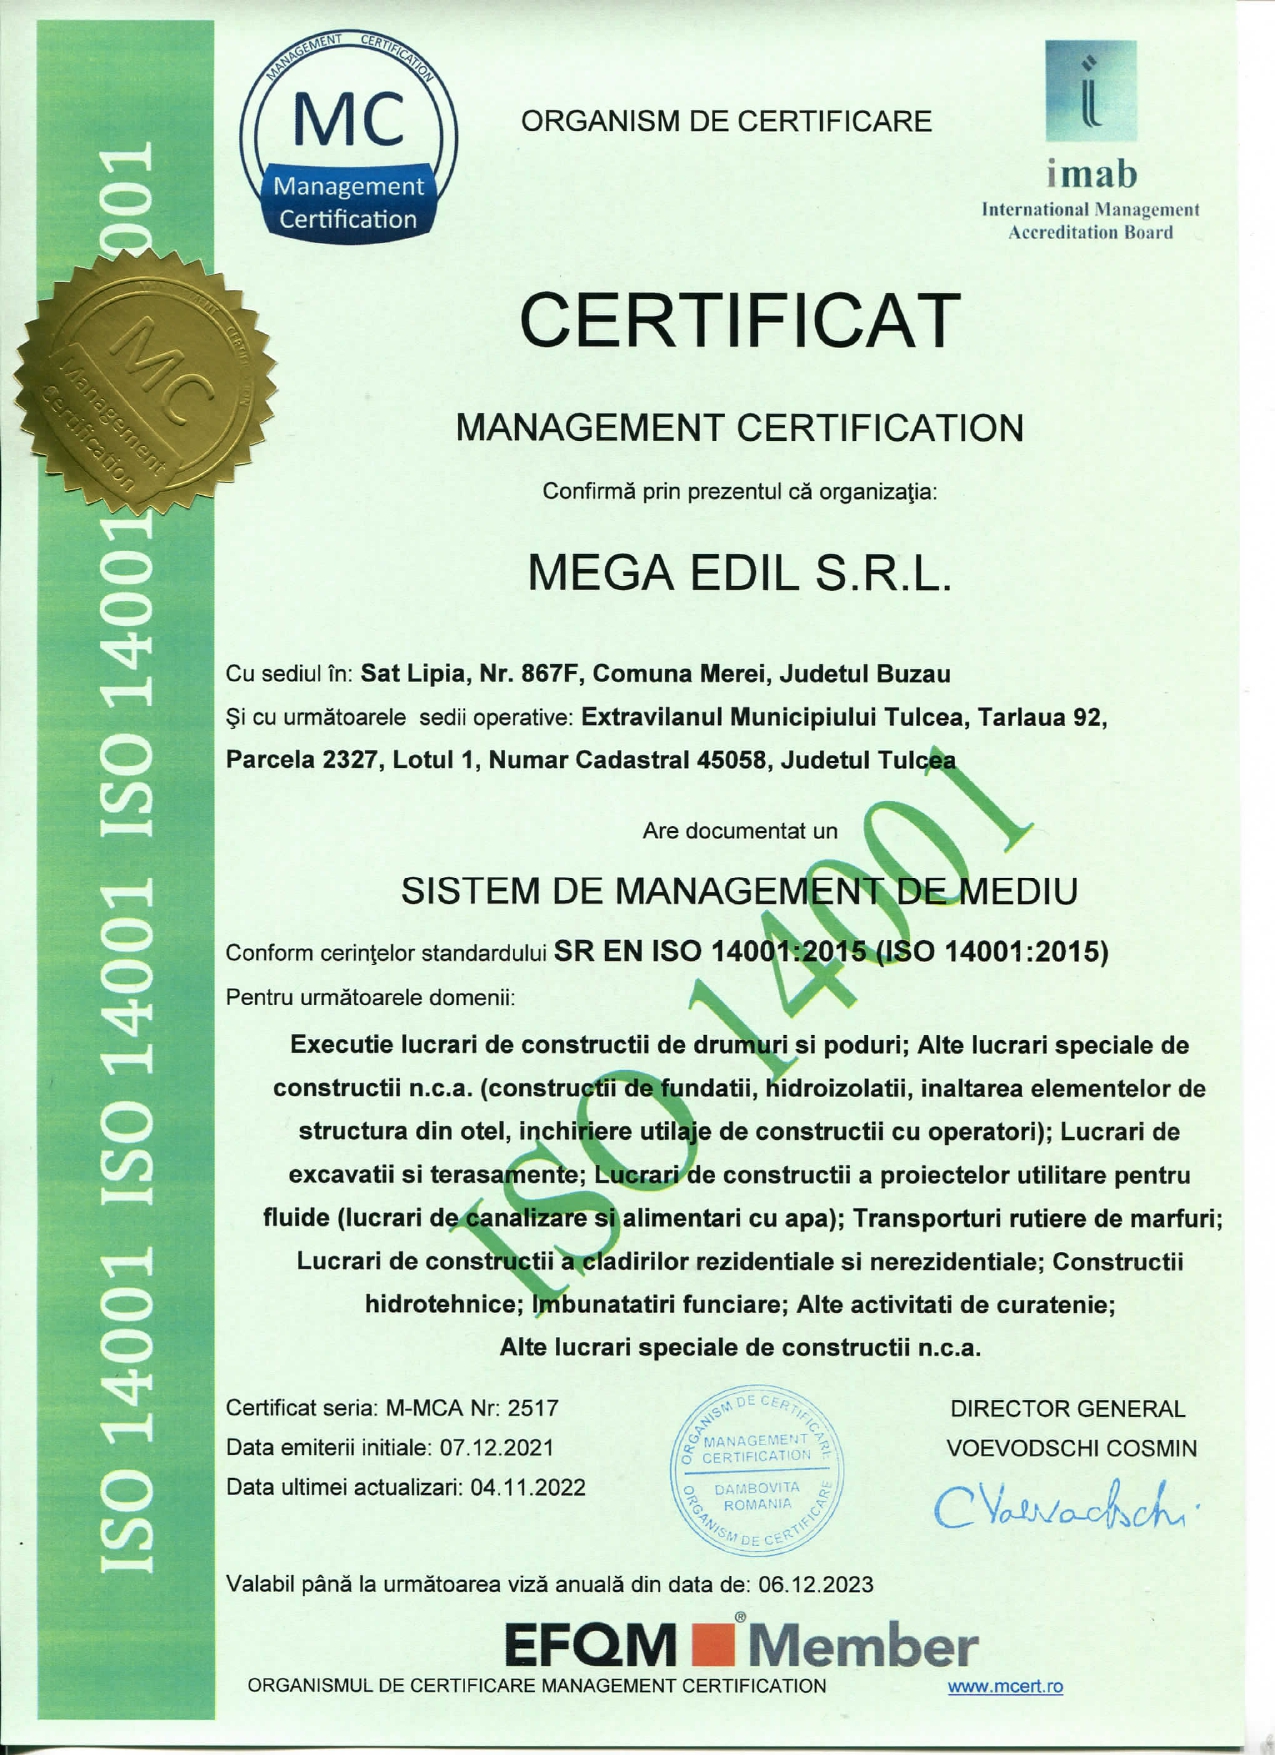 MANAGEMENT CERTIFICATION
MC
Management
Certification
ORGANISM DE CERTIFICARE
imab
International Management
Accreditation Board
CERTIFICAT
MANAGEMENT CERTIFICATION
Confirmă prin prezentul că organizaţia:
MEGA EDIL S.R.L.
Cu sediul în: Sat Lipia, Nr. 867F, Comuna Merei, Judetul Buzau
Şi cu următoarele sedii operative: Extravilanul Municipiului Tulcea, Tarlaua 92,
Parcela 2327, Lotul 1, Numar Cadastral 45058, Judetul Tulcea
Are documentat un
SISTEM DE MANAGEMENT DE MEDIU
Conform cerinţelor standardului SR EN ISO 14001:2015 (ISO 14001:2015)
Pentru următoarele domenii:
Executie lucrari de constructii de drumuri si poduri; Alte lucrari speciale de
constructii n.c.a. (constructii de fundatii, hidroizolatii, inaltarea elementelor de
structura din otel, inchiriere utilaje de constructii cu operatori); Lucrari de
excavatii si terasamente; Lucrari de constructii a proiectelor utilitare pentru
fluide (lucrari de canalizare si alimentari cu apa); Transporturi rutiere de marfuri;
Lucrari de constructii a cladirilor rezidentiale si nerezidentiale; Constructii
hidrotehnice; Imbunatatiri funciare; Alte activitati de curatenie;
Alte lucrari speciale de constructii n.c.a.
ISO 14001
Certificat seria: M-MCA Nr: 2517
Data emiterii initiale: 07.12.2021
Data ultimei actualizari: 04.11.2022
ORGANISM DE CERTIFICARE
MANAGEMENT
CERTIFICATION
DAMBOVITA
ROMANIA
ORGANISM DE CERTIFICARE
DIRECTOR GENERAL
VOEVODSCHI COSMIN
CVoevodschi
Valabil până la următoarea viză anuală din data de: 06.12.2023
EFQM ® Member
ORGANISMUL DE CERTIFICARE MANAGEMENT CERTIFICATION
www.mcert.ro
ISO 14001 ISO 14001 ISO 14001 001
MC
Management
Certification